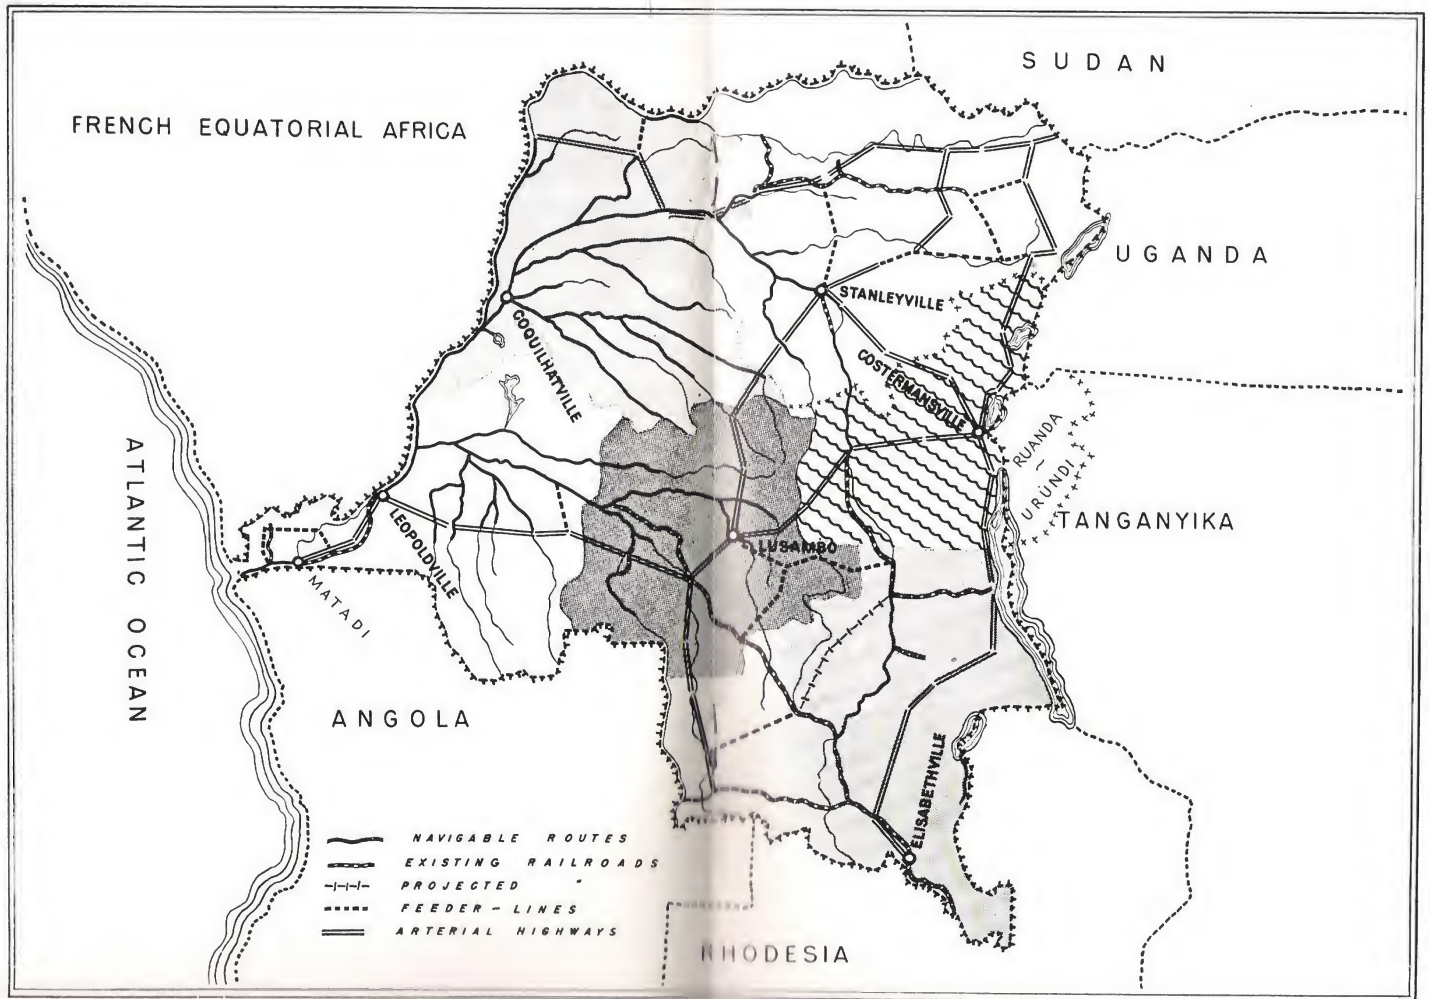 SUDAN
FRENCH EQUATORIAL AFRICA
UGANDA
STANLEYVILLE
COQUILHATVILLE
COSTERMANSVILLE
RUANDA
~
URUNDI
ATLANTIC OCEAN
TANGANYIKA
LEOPOLDVILLE
LUSAMBO
MATADI
ANGOLA
ELISABETHVILLE
NAVIGABLE ROUTES
EXISTING RAILROADS
PROJECTED "
FEEDER - LINES
ARTERIAL HIGHWAYS
RHODESIA